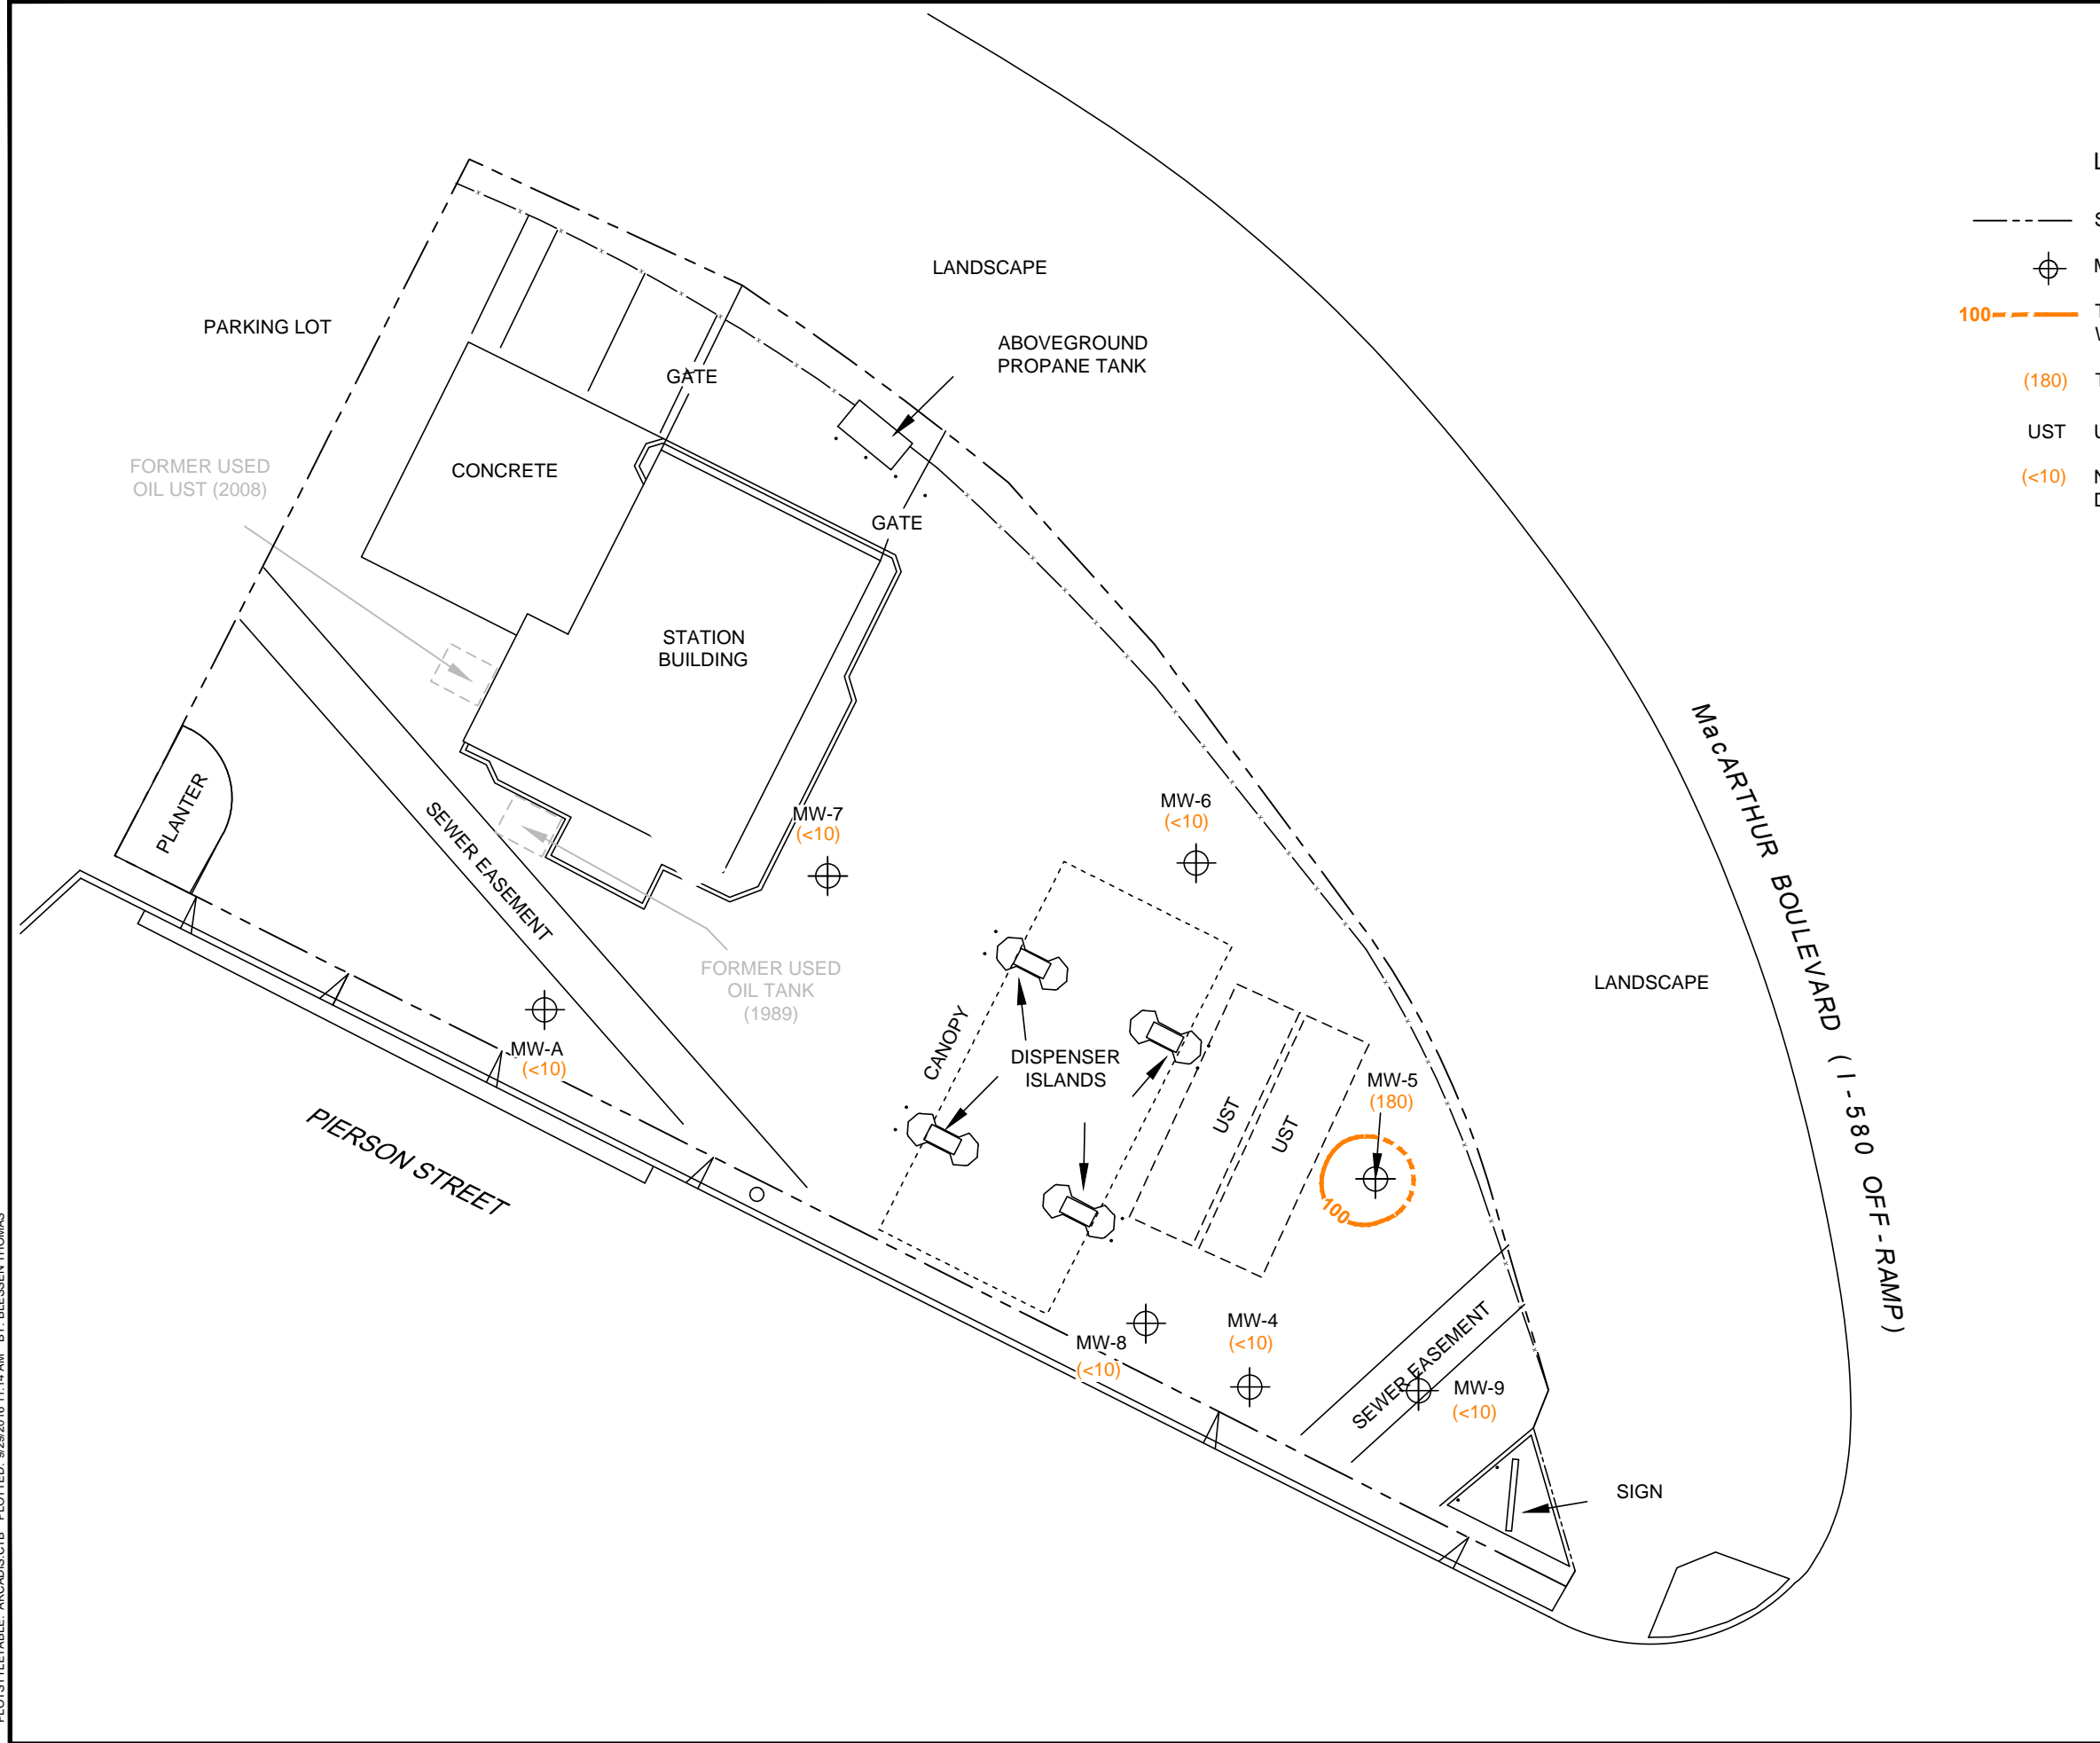 LANDSCAPE
PARKING LOT
ABOVEGROUND
PROPANE TANK
GATE
FORMER USED
OIL UST (2008)
CONCRETE
GATE
STATION
BUILDING
PLANTER
SEWER EASEMENT
MW-7
(<10)
MW-6
(<10)
MacARTHUR BOULEVARD (I-580 OFF-RAMP)
FORMER USED
OIL TANK
(1989)
LANDSCAPE
CANOPY
DISPENSER
ISLANDS
MW-A
(<10)
MW-5
(180)
UST
UST
100
PIERSON STREET
MW-8
(<10)
MW-4
(<10)
SEWER EASEMENT
MW-9
(<10)
SIGN
100
(180)
UST
(<10)